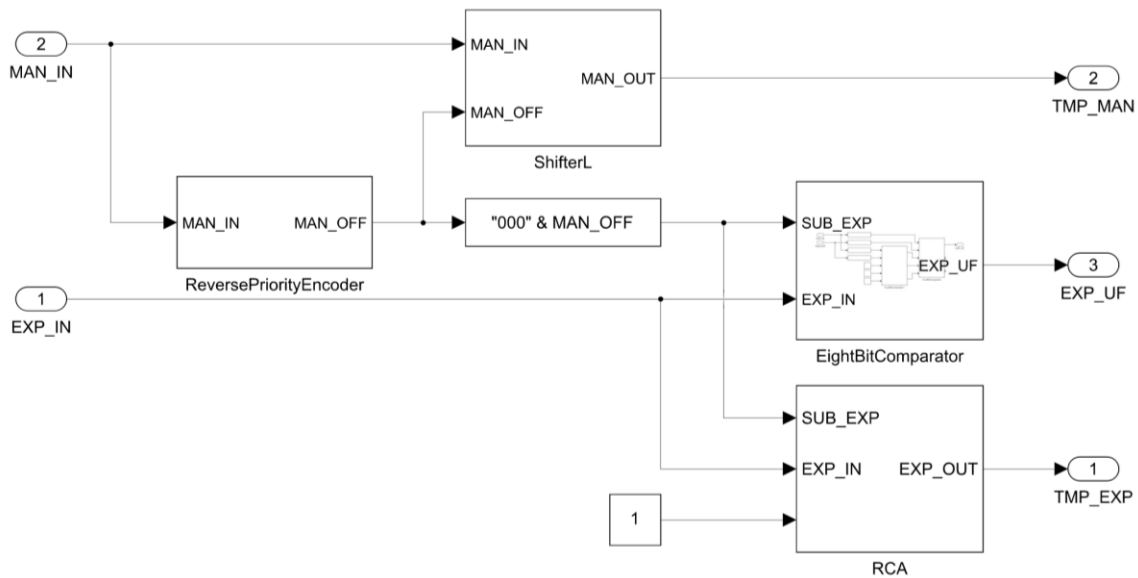 2
MAN_IN
MAN_IN
MAN_OUT
MAN_OFF
ShifterL
2
TMP_MAN
MAN_IN
MAN_OFF
ReversePriorityEncoder
"000" & MAN_OFF
SUB_EXP
EXP_UF
EXP_IN
EightBitComparator
3
EXP_UF
1
EXP_IN
SUB_EXP
EXP_IN
EXP_OUT
RCA
1
1
TMP_EXP